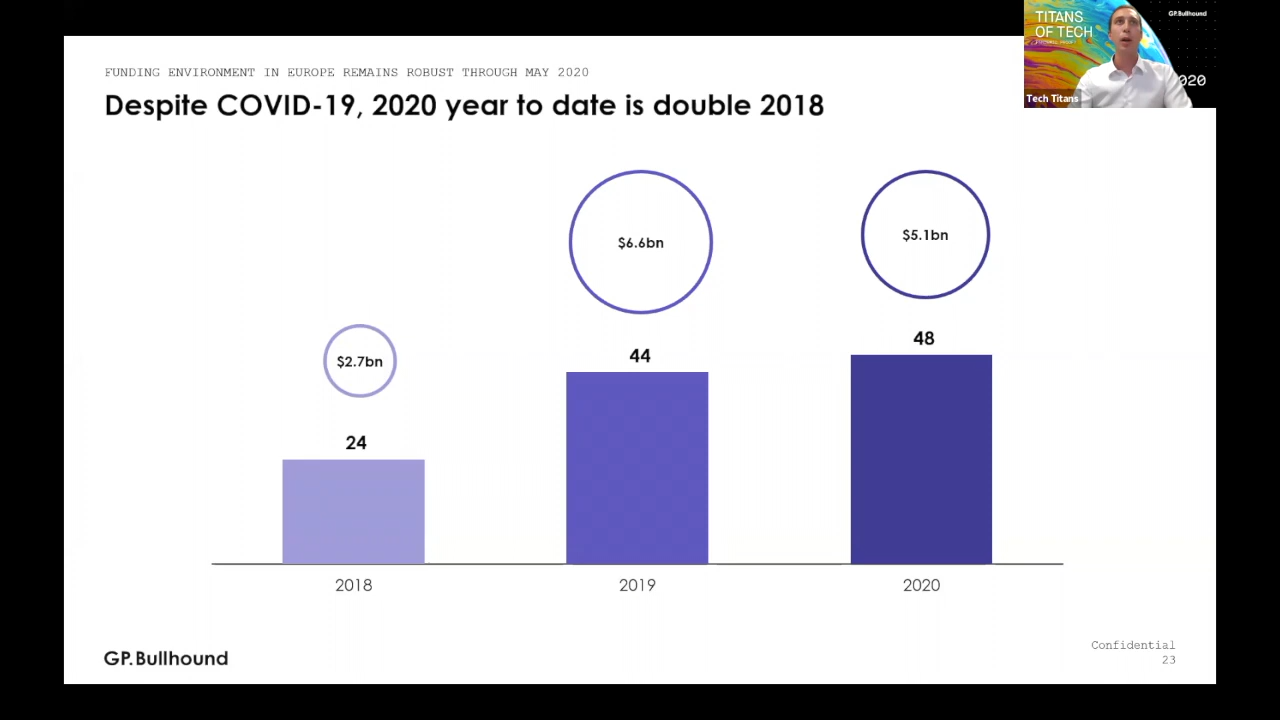 FUNDING ENVIRONMENT IN EUROPE REMAINS ROBUST THROUGH MAY 2020
Despite COVID-19, 2020 year to date is double 2018
TITANS
OF TECH
GP.Bullhound
020
Tech Titans
$6.6bn
$5.1bn
$2.7bn
24
44
48
2018
2019
2020
GP.Bullhound
Confidential
23